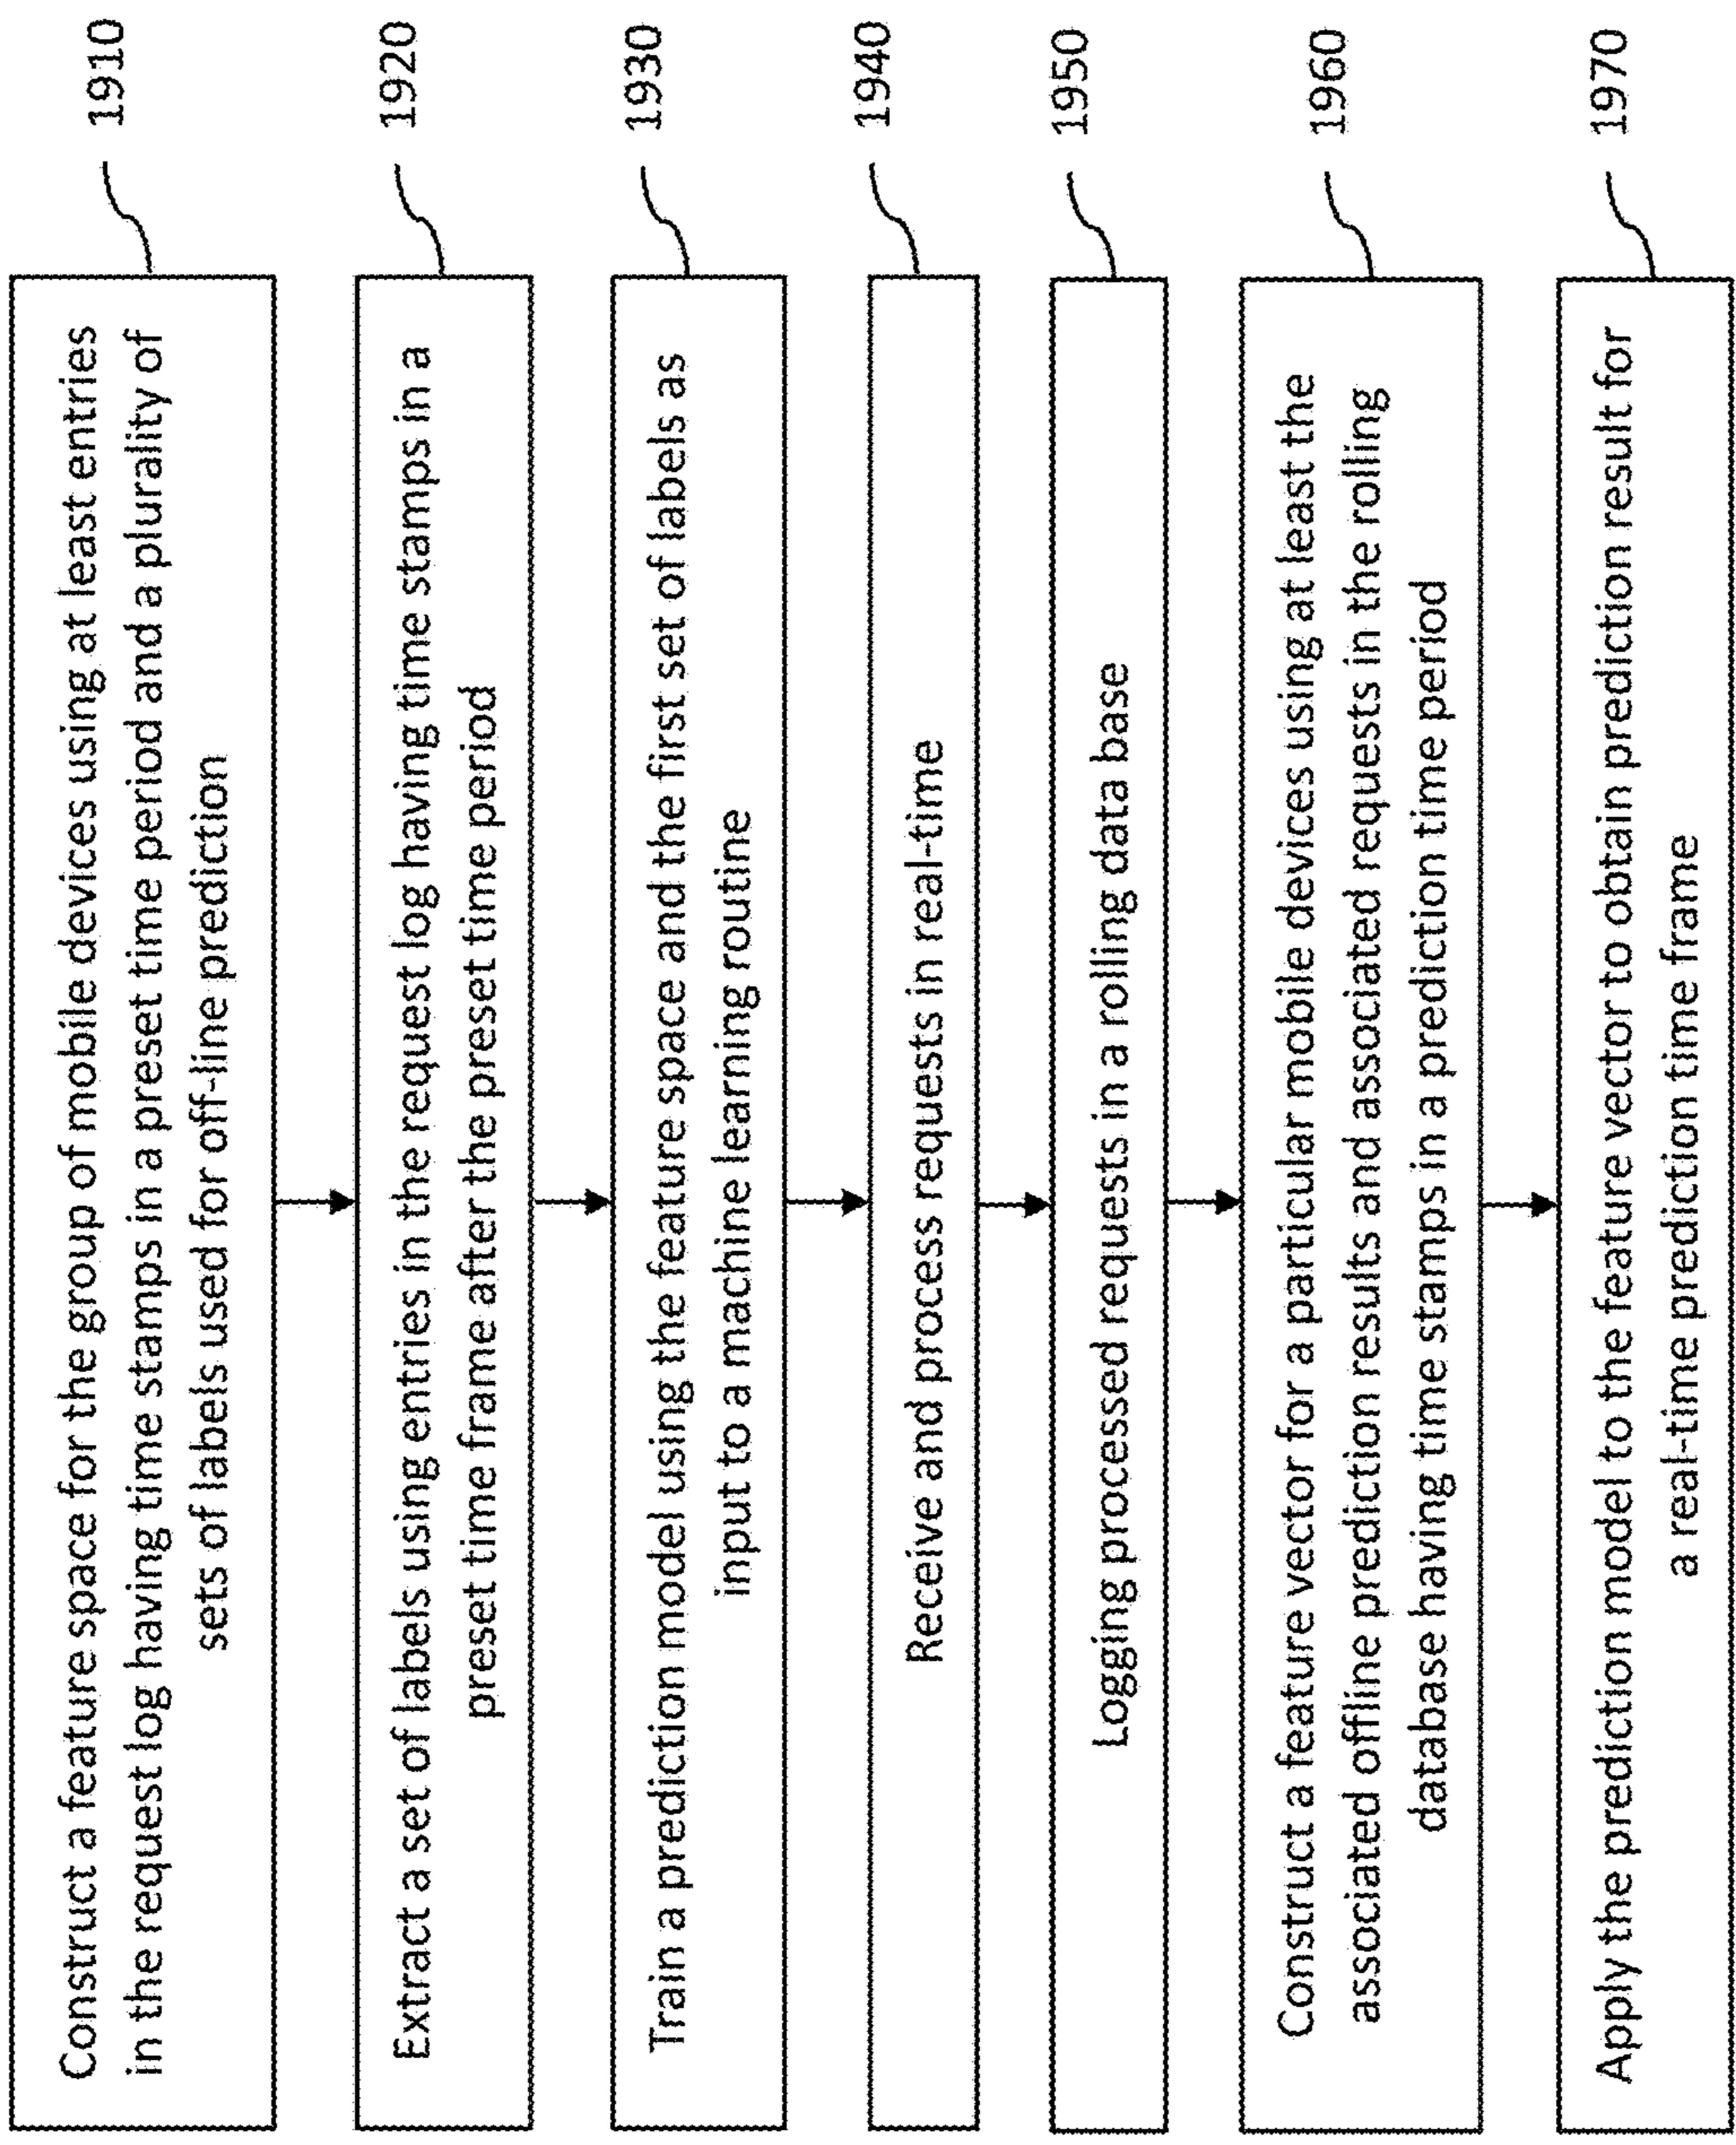 Construct a feature space for the group of mobile devices using at least entries
in the request log having time stamps in a preset time period and a plurality of
sets of labels used for off-line prediction
1910
Extract a set of labels using entries in the request log having time stamps in a
preset time frame after the preset time period
1920
Train a prediction model using the feature space and the first set of labels as
input to a machine learning routine
1930
Receive and process requests in real-time
1940
Logging processed requests in a rolling data base
1950
Construct a feature vector for a particular mobile devices using at least the
associated offline prediction results and associated requests in the rolling
database having time stamps in a prediction time period
1960
Apply the prediction model to the feature vector to obtain prediction result for
a real-time prediction time frame
1970